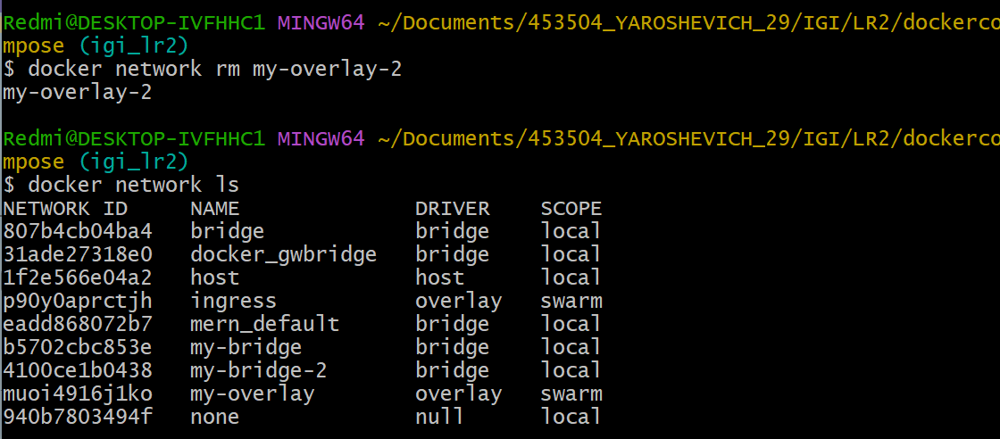 Redmi@DESKTOP-IVFHHC1 MINGW64 ~/Documents/453504_YAROSHEVICH_29/IGI/LR2/dockerco
mpose (igi_lr2)
$ docker network rm my-overlay-2
my-overlay-2
Redmi@DESKTOP-IVFHHC1 MINGW64 ~/Documents/453504_YAROSHEVICH_29/IGI/LR2/dockerco
mpose (igi_lr2)
$ docker network ls
NETWORK ID     NAME              DRIVER    SCOPE
807b4cb04ba4   bridge            bridge    local
31ade27318e0   docker_gwbridge   bridge    local
1f2e566e04a2   host              host      local
p90y0aprctjh   ingress           overlay   swarm
eadd868072b7   mern_default      bridge    local
b5702cbc853e   my-bridge         bridge    local
4100ce1b0438   my-bridge-2       bridge    local
muoi4916j1ko   my-overlay        overlay   swarm
940b7803494f   none              null      local